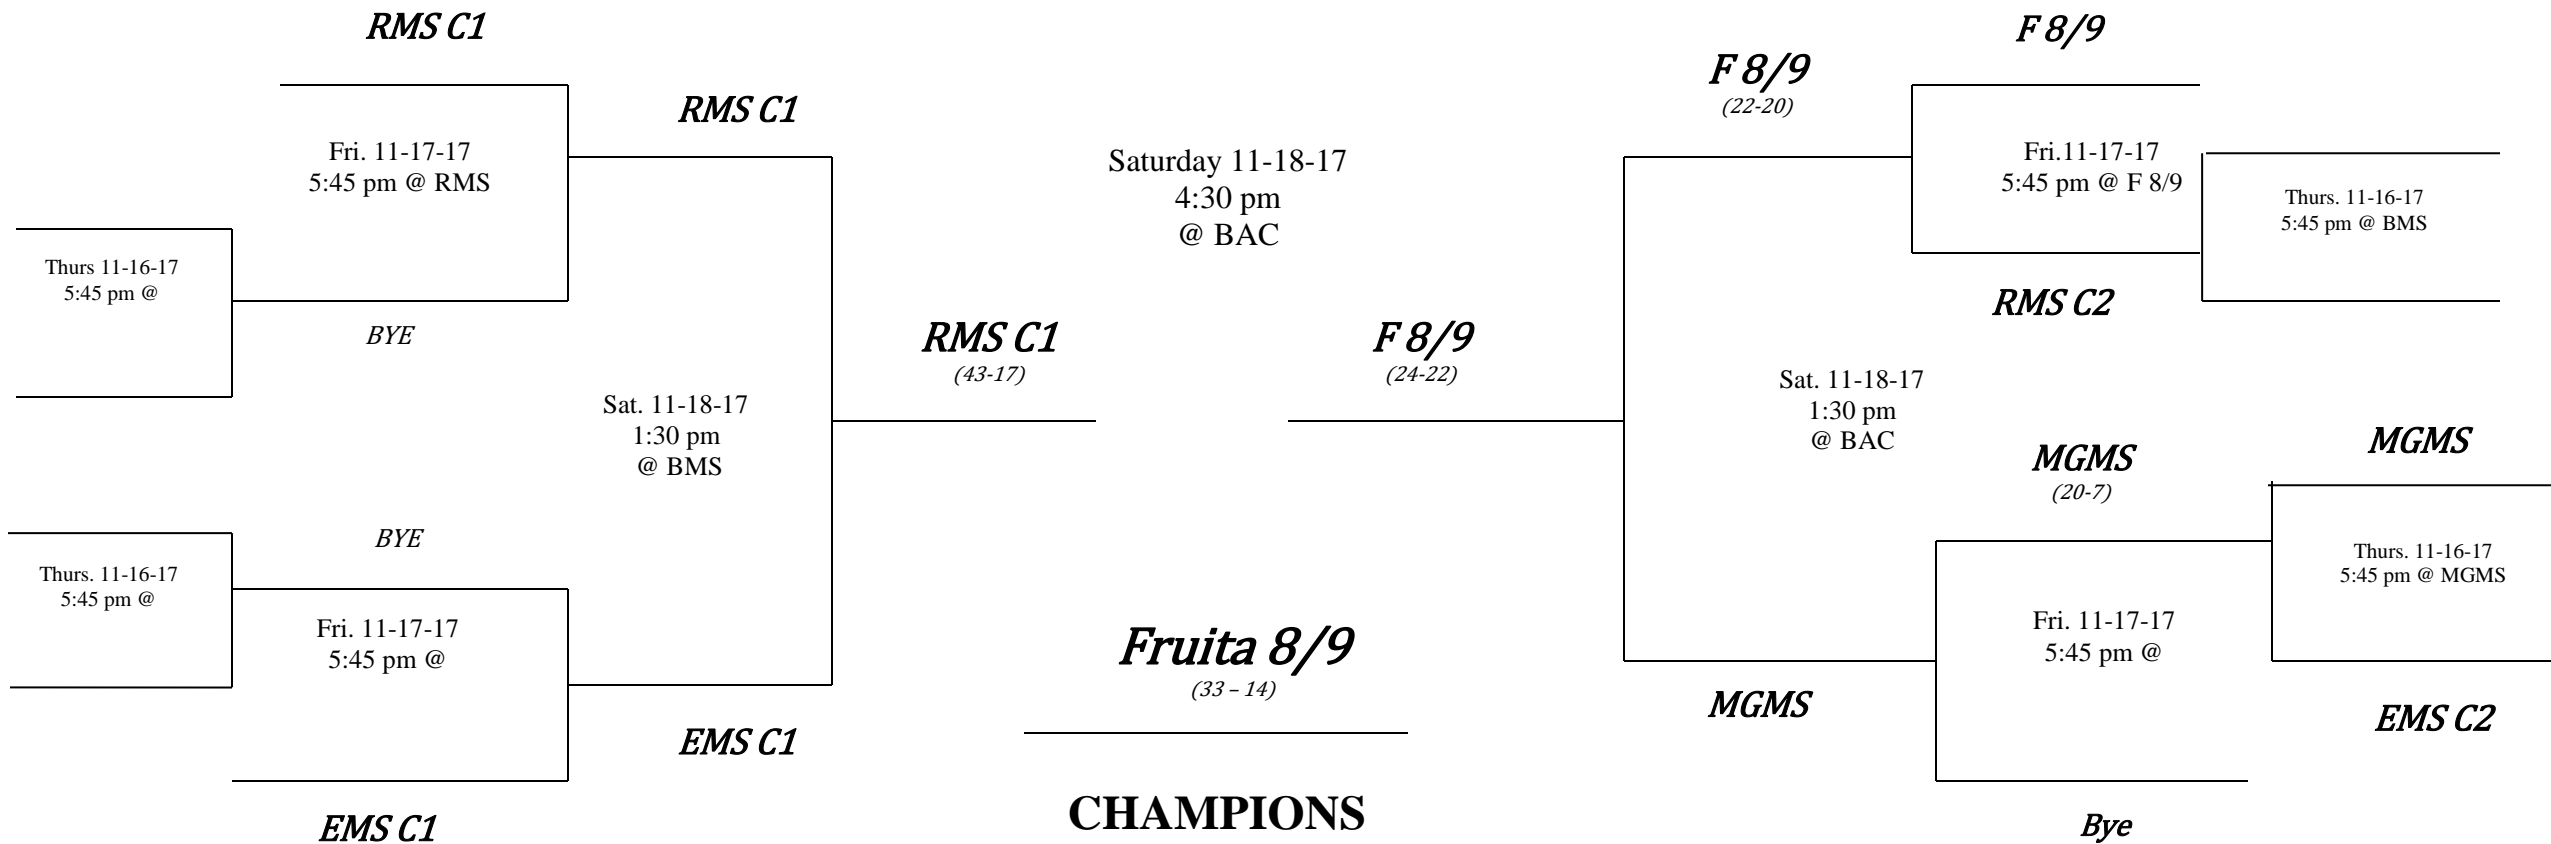 RMS C1
RMS C1
Fri. 11-17-17
5:45 pm @ RMS
Thurs 11-16-17
5:45 pm @
BYE
RMS C1
(43-17)
Sat. 11-18-17
1:30 pm
@ BMS
BYE
Thurs. 11-16-17
5:45 pm @
Fri. 11-17-17
5:45 pm @
EMS C1
EMS C1
Saturday 11-18-17
4:30 pm
@ BAC
Fruita 8/9
(33 – 14)
CHAMPIONS
F 8/9
F 8/9
(22-20)
Fri.11-17-17
5:45 pm @ F 8/9
Thurs. 11-16-17
5:45 pm @ BMS
RMS C2
F 8/9
(24-22)
Sat. 11-18-17
1:30 pm
@ BAC
MGMS
MGMS
(20-7)
Thurs. 11-16-17
5:45 pm @ MGMS
Fri. 11-17-17
5:45 pm @
MGMS
EMS C2
Bye